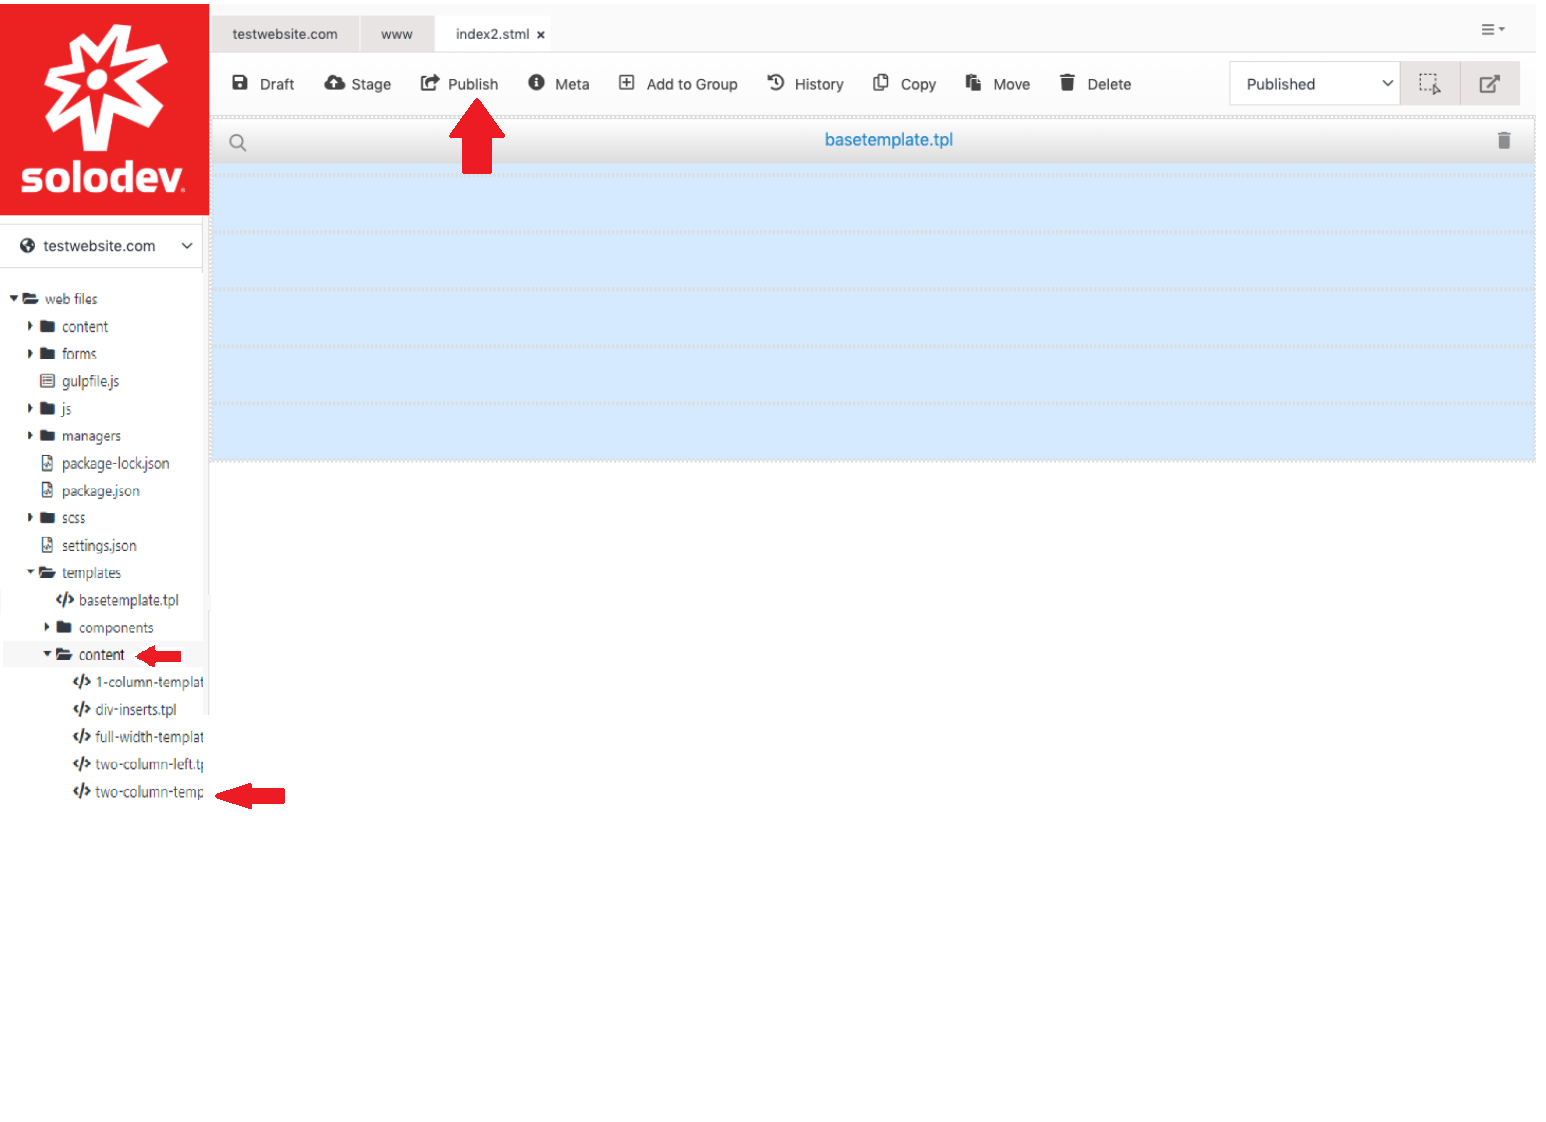 solodev
testwebsite.com www index2.stml ×
Draft Stage Publish Meta Add to Group History Copy Move Delete Published
basetemplate.tpl
testwebsite.com
web files
content
forms
gulpfile.js
js
managers
package-lock.json
package.json
scss
settings.json
templates
basetemplate.tpl
components
content
1-column-templat
div-inserts.tpl
full-width-templat
two-column-left.tp
two-column-temp